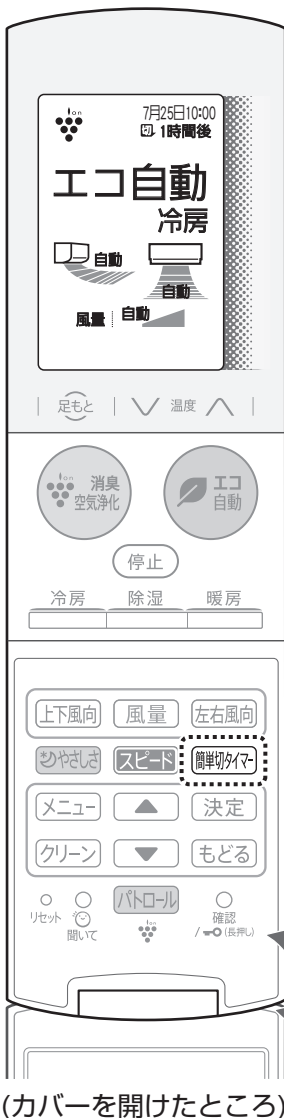 ion
7月25日10:00
切 1時間後
エコ自動
冷房
自動
自動
風量 自動
足もと 温度
ion 消臭
空気浄化
エコ
自動
停止
冷房 除湿 暖房
上下風向 風量 左右風向
やさしさ スピード 簡単切タイマー
メニュー ▲ 決定
クリーン ▼ もどる
リセット 聞いて パトロール 確認
ion / (長押し)
(カバーを開けたところ)